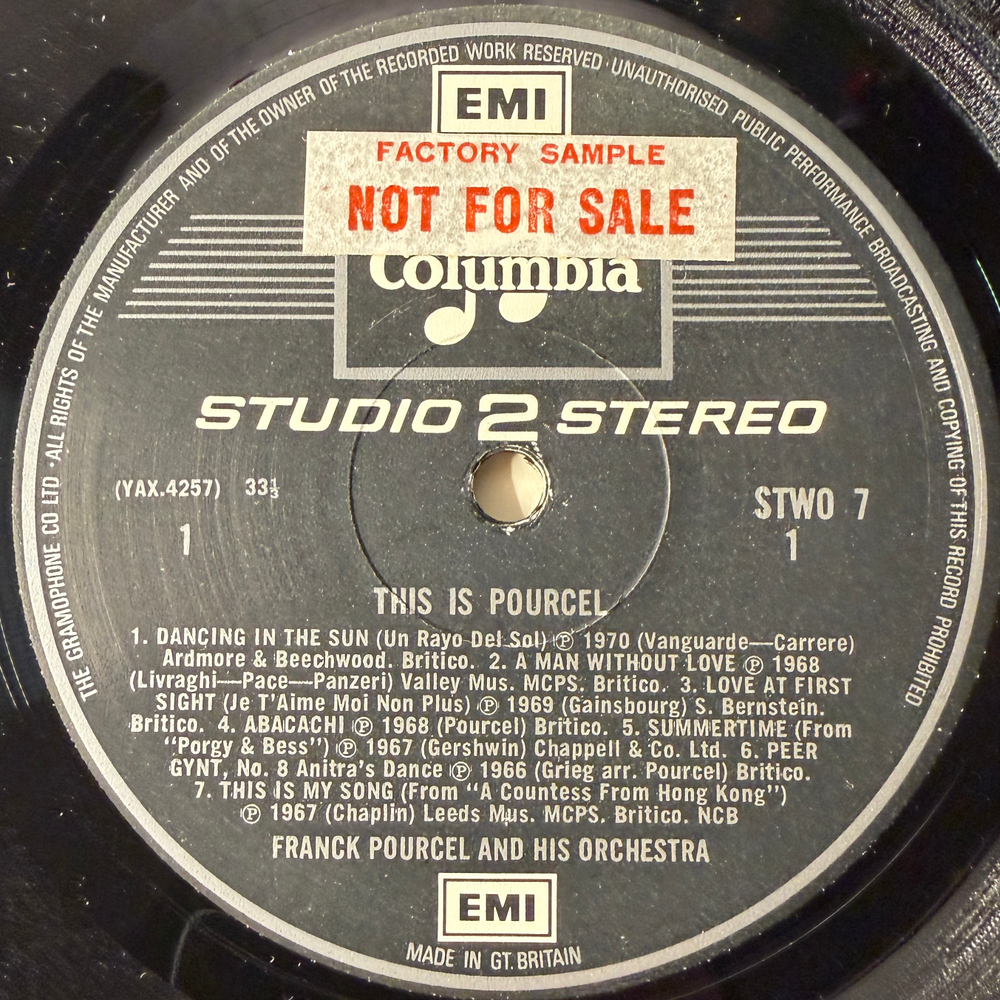 THE GRAMOPHONE CO LTD · ALL RIGHTS OF THE MANUFACTURER AND OF THE OWNER OF THE RECORDED WORK RESERVED · UNAUTHORISED PUBLIC PERFORMANCE BROADCASTING AND COPYING OF THIS RECORD PROHIBITED
EMI
FACTORY SAMPLE
NOT FOR SALE
Columbia
STUDIO 2 STEREO
(YAX.4257) 33⅓
1
STWO 7
1
THIS IS POURCEL
1. DANCING IN THE SUN (Un Rayo Del Sol) ℗ 1970 (Vanguarde—Carrere)
Ardmore & Beechwood. Britico. 2. A MAN WITHOUT LOVE ℗ 1968
(Livraghi—Pace—Panzeri) Valley Mus. MCPS. Britico. 3. LOVE AT FIRST
SIGHT (Je T'Aime Moi Non Plus) ℗ 1969 (Gainsbourg) S. Bernstein.
Britico. 4. ABACACHI ℗ 1968 (Pourcel) Britico. 5. SUMMERTIME (From
“Porgy & Bess”) ℗ 1967 (Gershwin) Chappell & Co. Ltd. 6. PEER
GYNT, No. 8 Anitra's Dance ℗ 1966 (Grieg arr. Pourcel) Britico.
7. THIS IS MY SONG (From “A Countess From Hong Kong”)
℗ 1967 (Chaplin) Leeds Mus. MCPS. Britico. NCB
FRANCK POURCEL AND HIS ORCHESTRA
EMI
MADE IN GT. BRITAIN